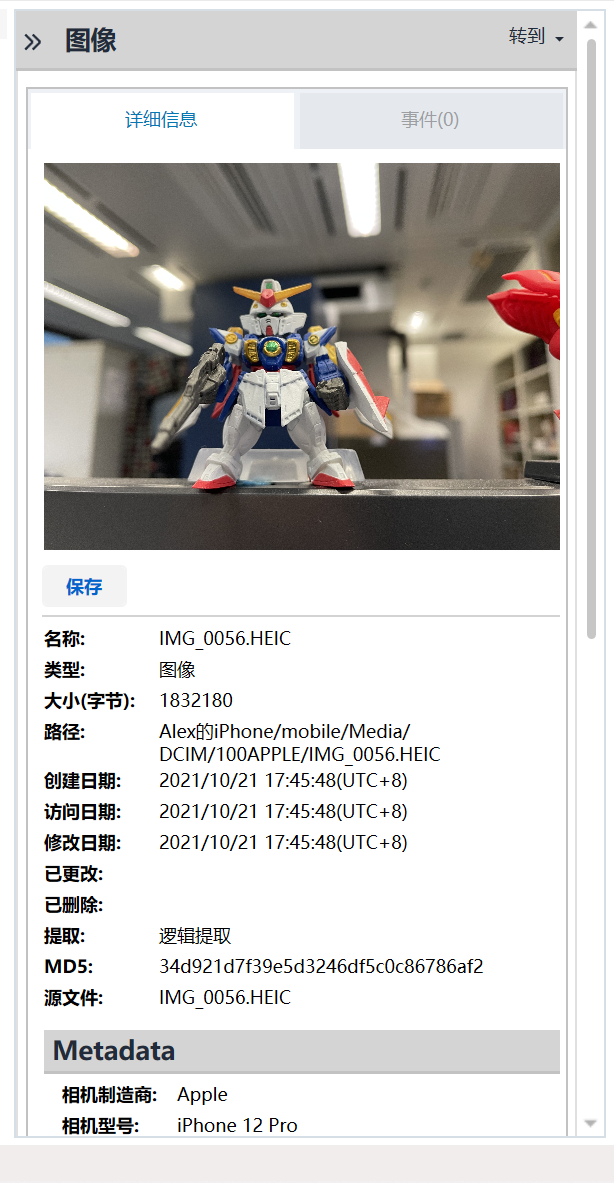 图像
转到
详细信息
事件(0)
保存
名称: IMG_0056.HEIC
类型: 图像
大小(字节): 1832180
路径: Alex的iPhone/mobile/Media/
DCIM/100APPLE/IMG_0056.HEIC
创建日期: 2021/10/21 17:45:48(UTC+8)
访问日期: 2021/10/21 17:45:48(UTC+8)
修改日期: 2021/10/21 17:45:48(UTC+8)
已更改:
已删除:
提取: 逻辑提取
MD5: 34d921d7f39e5d3246df5c0c86786af2
源文件: IMG_0056.HEIC
Metadata
相机制造商: Apple
相机型号: iPhone 12 Pro